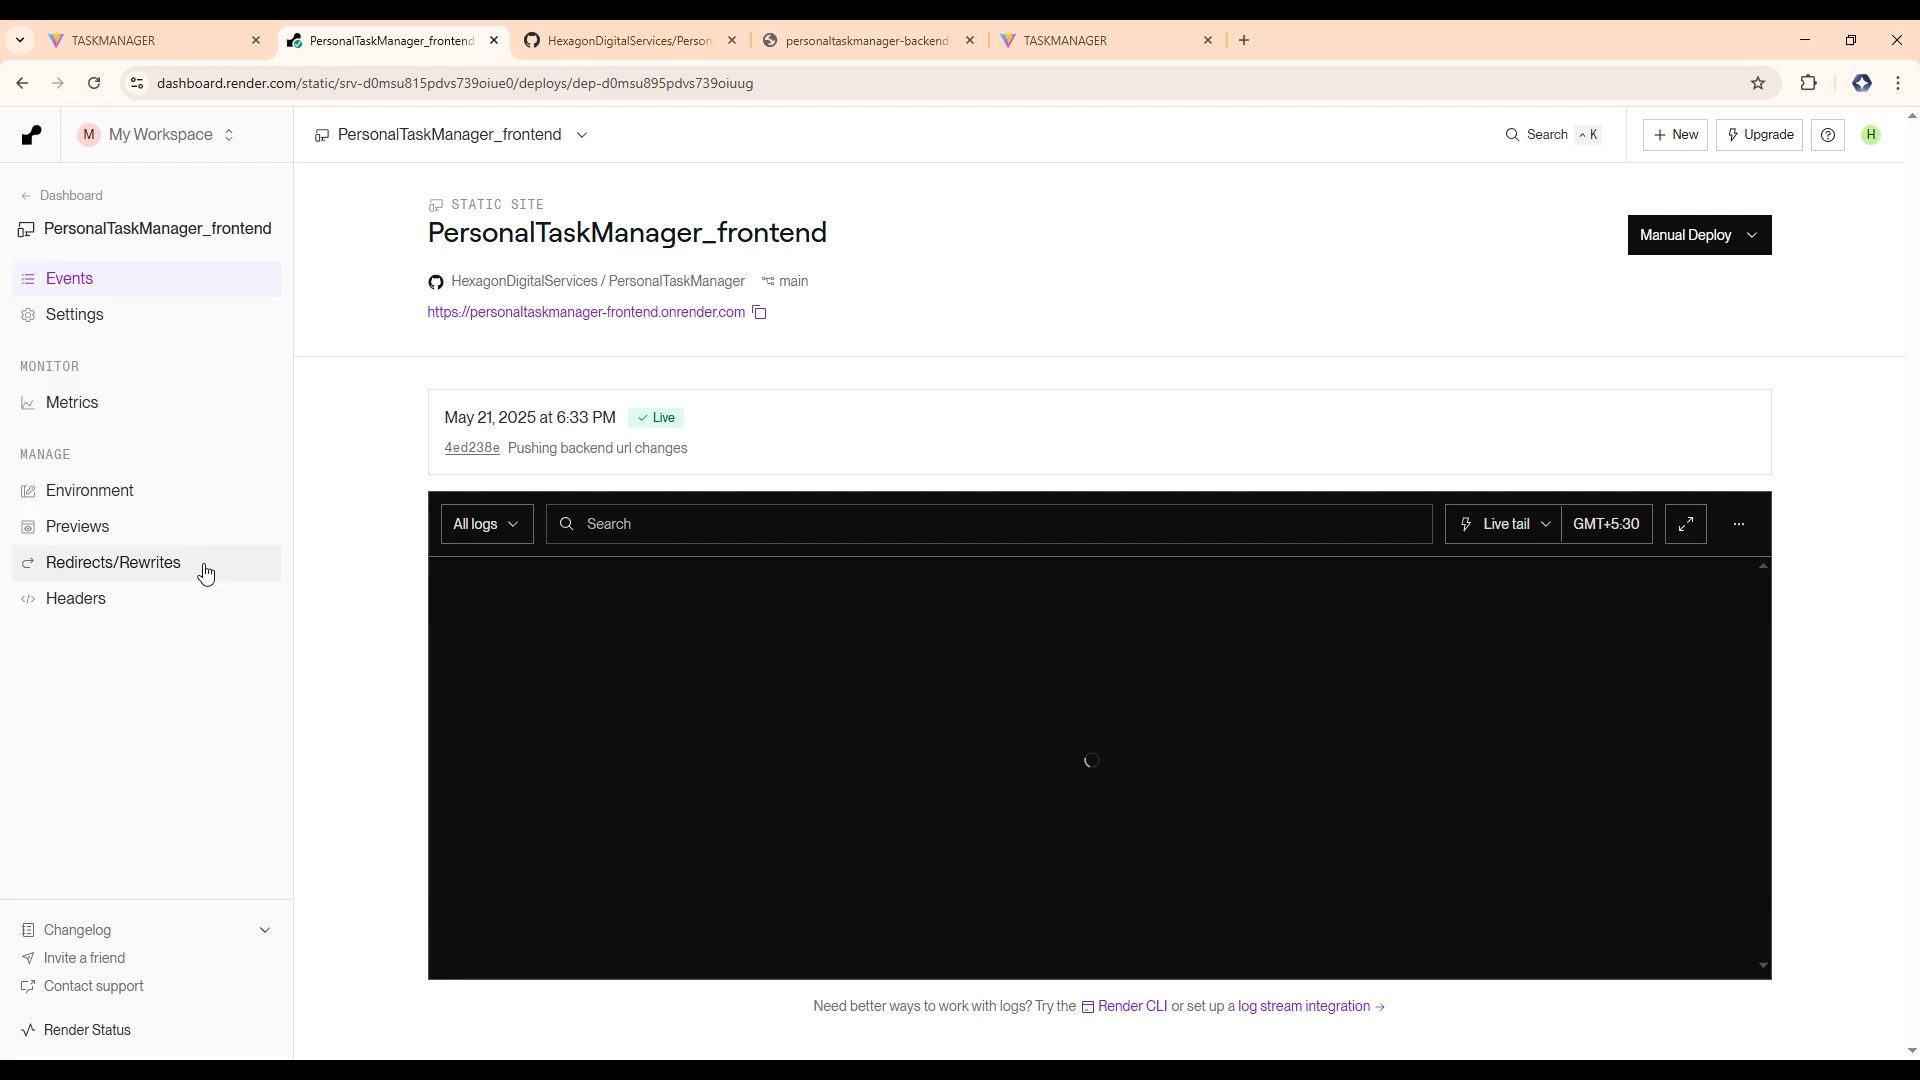 TASKMANAGER
PersonalTaskManager_frontend
HexagonDigitalServices/Person
personaltaskmanager-backend-
TASKMANAGER
dashboard.render.com/static/srv-d0msu815pdvs739oiue0/deploys/dep-d0msu895pdvs739oiuug
M My Workspace
PersonalTaskManager_frontend
Search ^ K
+ New
Upgrade
H
← Dashboard
PersonalTaskManager_frontend
Events
Settings
MONITOR
Metrics
MANAGE
Environment
Previews
Redirects/Rewrites
Headers
Changelog
Invite a friend
Contact support
Render Status
STATIC SITE
PersonalTaskManager_frontend
Manual Deploy
HexagonDigitalServices / PersonalTaskManager main
https://personaltaskmanager-frontend.onrender.com
May 21, 2025 at 6:33 PM ✓ Live
4ed238e Pushing backend url changes
All logs
Search
Live tail
GMT+5:30
Need better ways to work with logs? Try the Render CLI or set up a log stream integration →